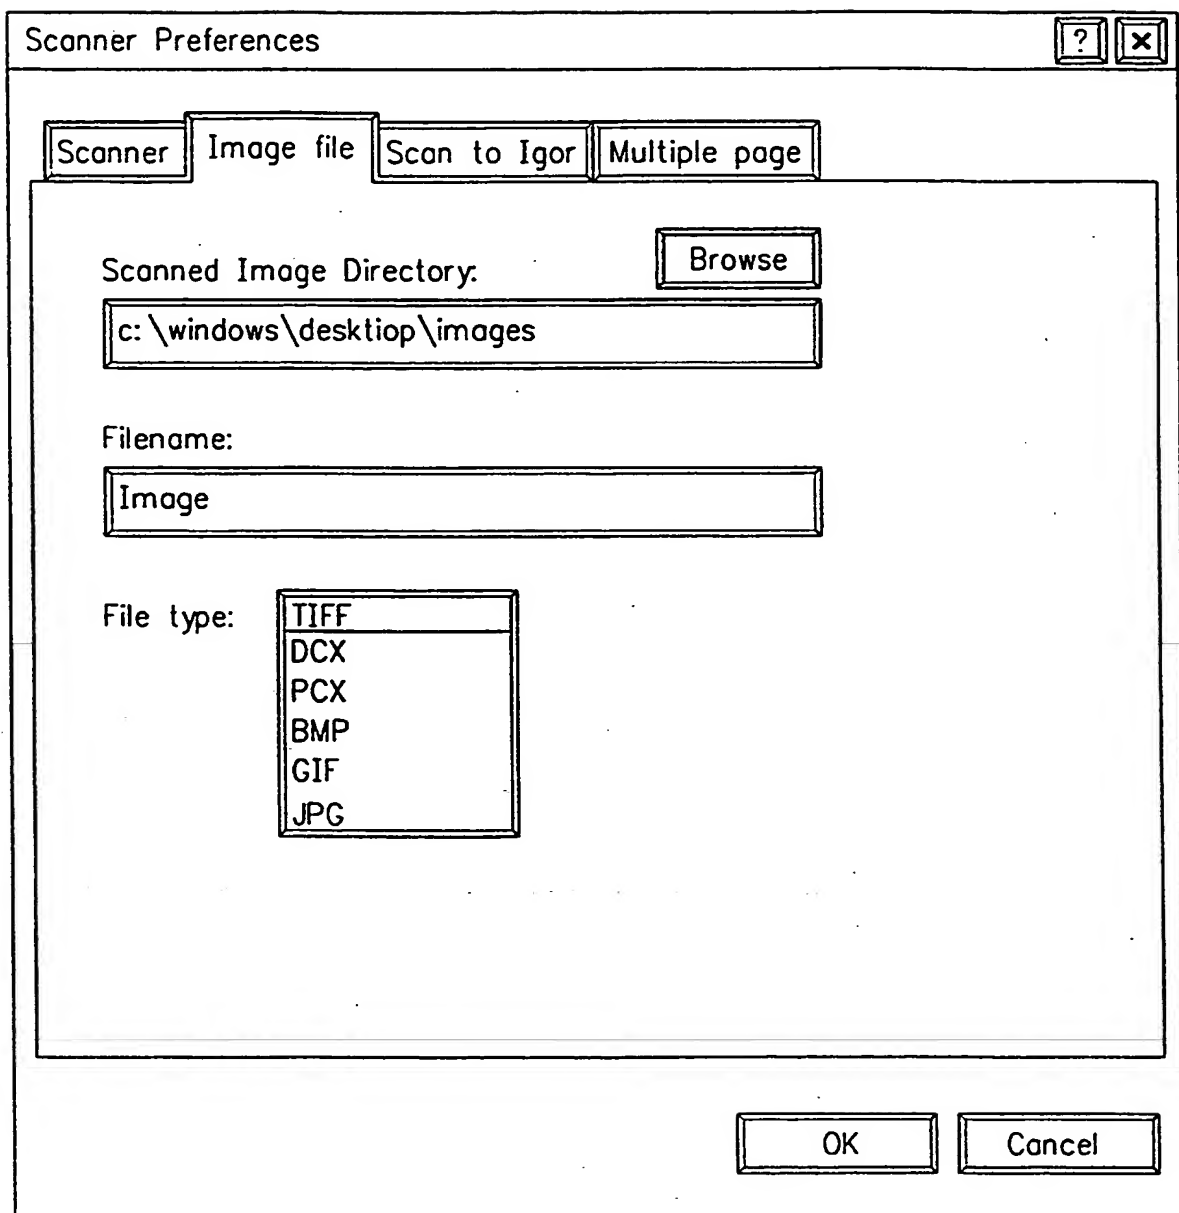 Scanner Preferences ? ×
Scanner Image file Scan to Igor Multiple page
Scanned Image Directory: Browse
c:\windows\desktiop\images
Filename:
Image
File type: TIFF
DCX
PCX
BMP
GIF
JPG
OK Cancel